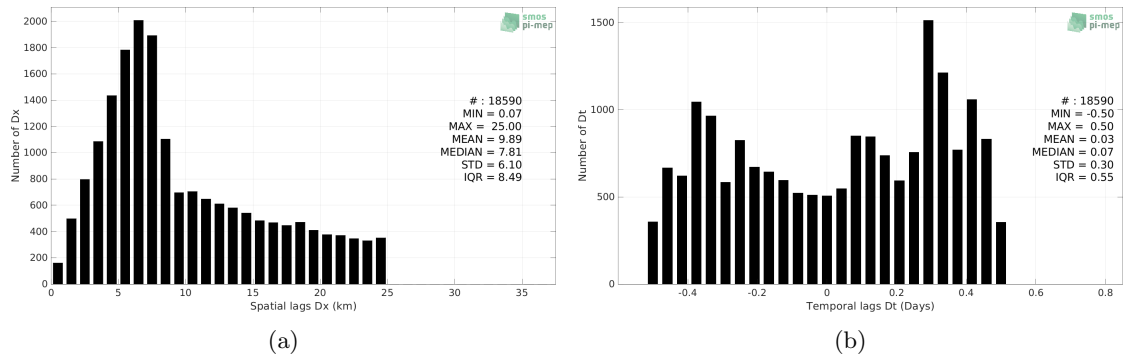 smos
pi-mep
2000
1800
1600
1400
1200
1000
800
600
400
200
0
Number of Dx
# : 18590
MIN = 0.07
MAX = 25.00
MEAN = 9.89
MEDIAN = 7.81
STD = 6.10
IQR = 8.49
0 5 10 15 20 25 30 35
Spatial lags Dx (km)
(a)
smos
pi-mep
1500
1000
500
0
Number of Dt
# : 18590
MIN = -0.50
MAX = 0.50
MEAN = 0.03
MEDIAN = 0.07
STD = 0.30
IQR = 0.55
-0.4 -0.2 0 0.2 0.4 0.6 0.8
Temporal lags Dt (Days)
(b)